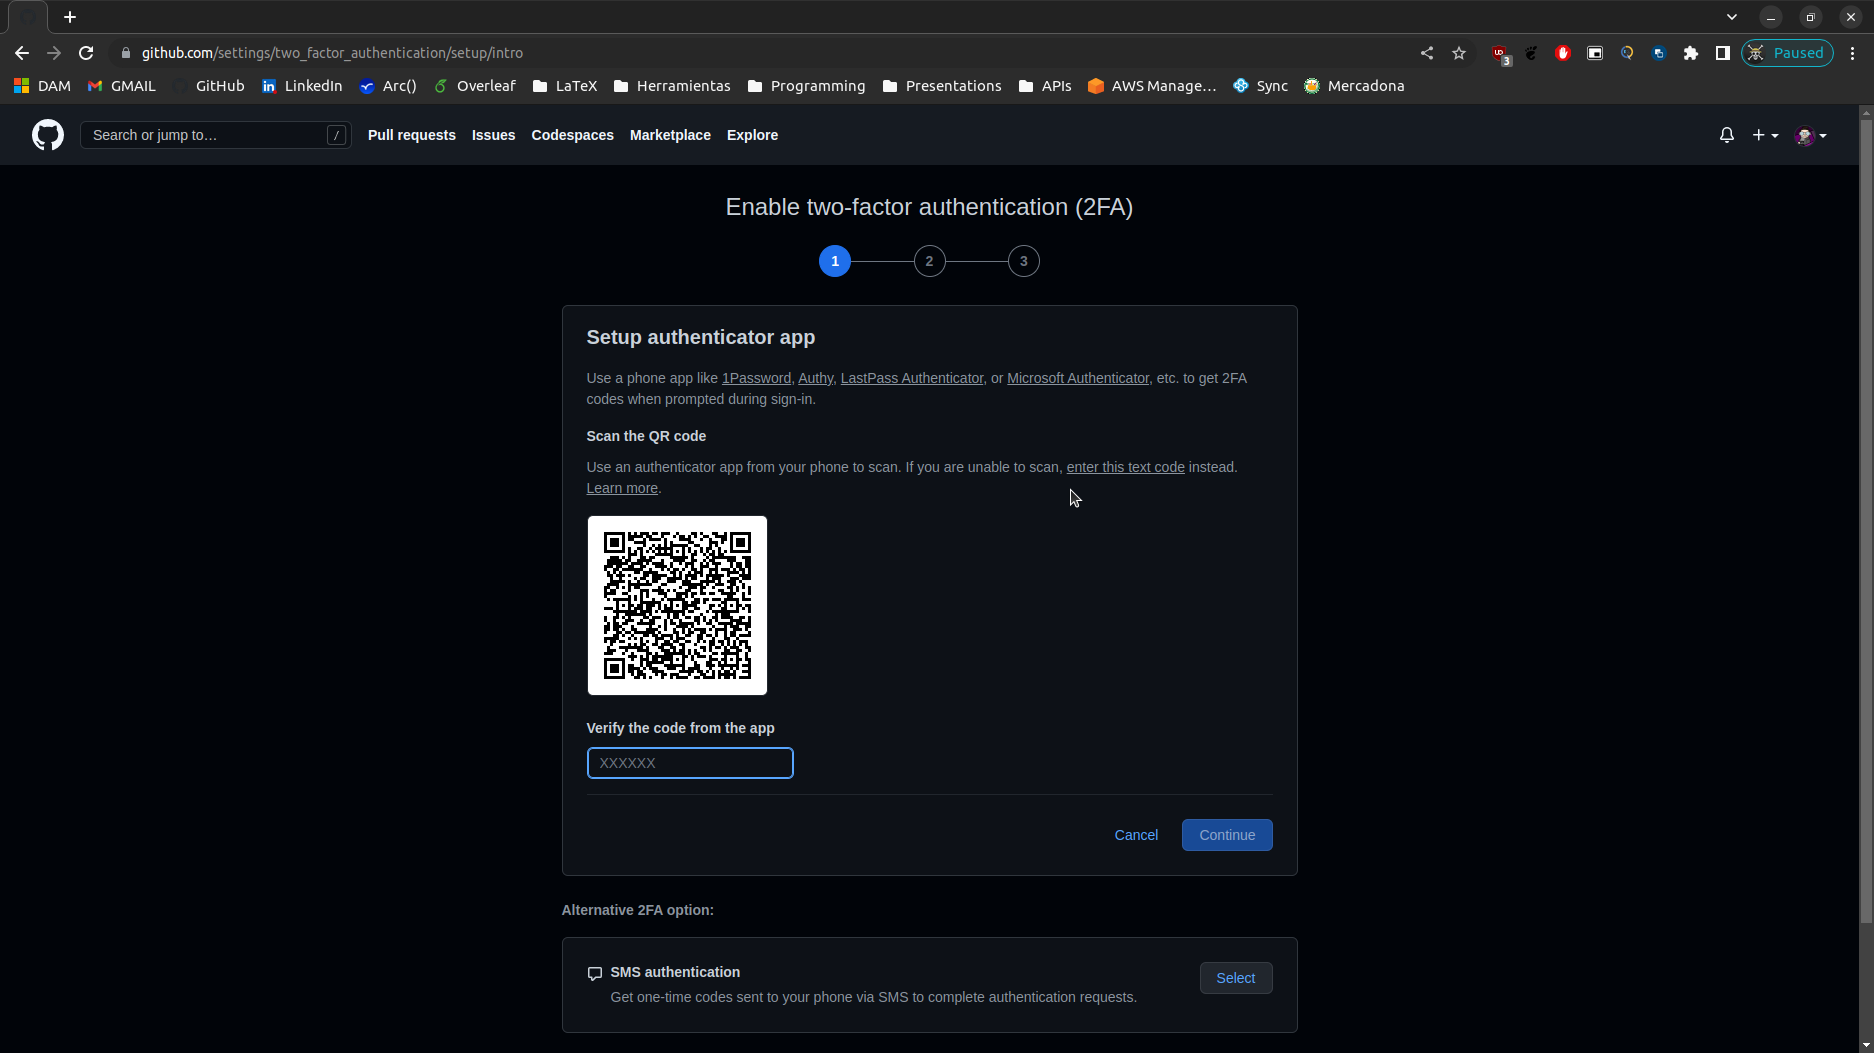 github.com/settings/two_factor_authentication/setup/intro
3
Paused
DAM
GMAIL
GitHub
LinkedIn
Arc()
Overleaf
LaTeX
Herramientas
Programming
Presentations
APIs
AWS Manage...
Sync
Mercadona
Search or jump to...
/
Pull requests
Issues
Codespaces
Marketplace
Explore
Enable two-factor authentication (2FA)
1
2
3
Setup authenticator app
Use a phone app like 1Password, Authy, LastPass Authenticator, or Microsoft Authenticator, etc. to get 2FA
codes when prompted during sign-in.
Scan the QR code
Use an authenticator app from your phone to scan. If you are unable to scan, enter this text code instead.
Learn more.
Verify the code from the app
XXXXXX
Cancel
Continue
Alternative 2FA option:
SMS authentication
Get one-time codes sent to your phone via SMS to complete authentication requests.
Select